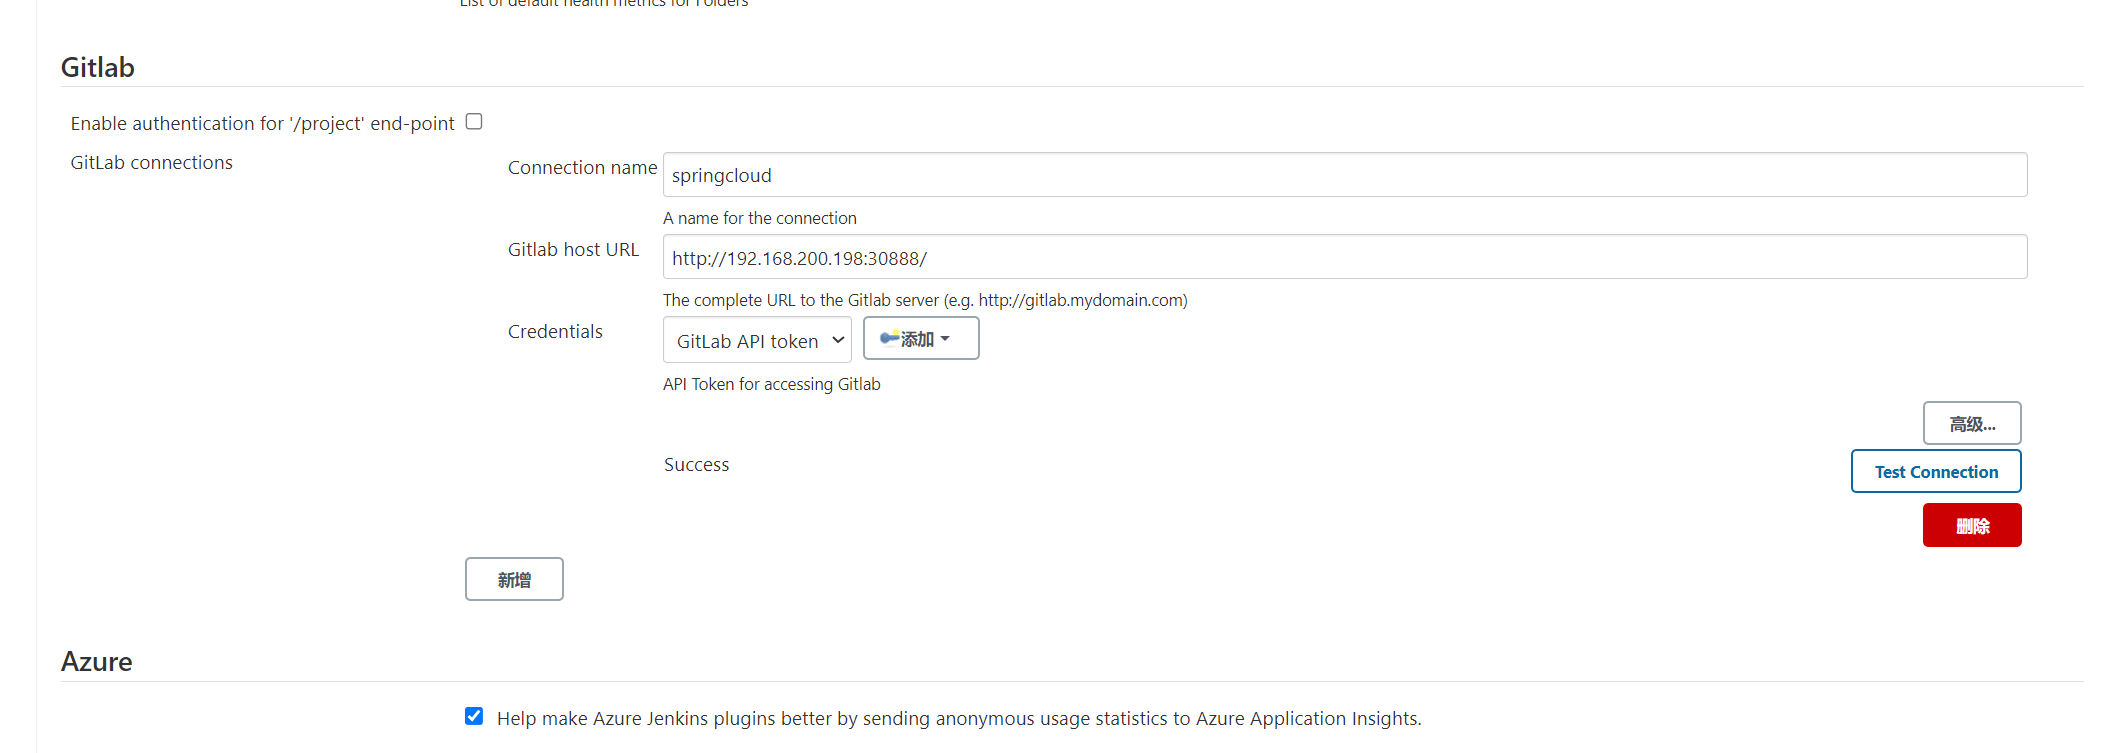 List of default health metrics for Folders
Gitlab
Enable authentication for '/project' end-point
GitLab connections
Connection name
springcloud
A name for the connection
Gitlab host URL
http://192.168.200.198:30888/
The complete URL to the Gitlab server (e.g. http://gitlab.mydomain.com)
Credentials
GitLab API token
添加
API Token for accessing Gitlab
高级...
Success
Test Connection
删除
新增
Azure
Help make Azure Jenkins plugins better by sending anonymous usage statistics to Azure Application Insights.